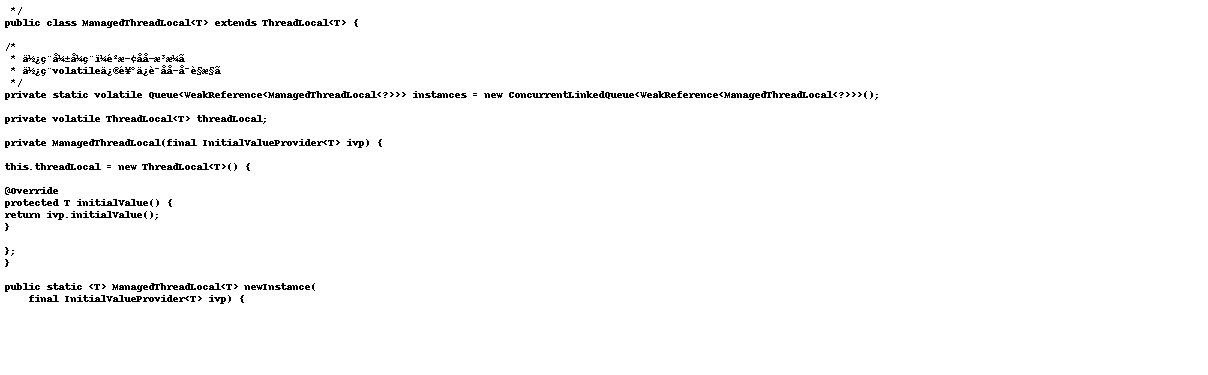 */
public class ManagedThreadLocal<T> extends ThreadLocal<T> {
/*
 * ä½¿ç¨å¼±å¼ç¨ï¼é²æ­¢åå­æ³æ¼ã
 * ä½¿ç¨volatileä¿®é¥°ä¿è¯åå­å¯è§æ§ã
 */
private static volatile Queue<WeakReference<ManagedThreadLocal<?>>> instances = new ConcurrentLinkedQueue<WeakReference<ManagedThreadLocal<?>>>();
private volatile ThreadLocal<T> threadLocal;
private ManagedThreadLocal(final InitialValueProvider<T> ivp) {
this.threadLocal = new ThreadLocal<T>() {
@Override
protected T initialValue() {
return ivp.initialValue();
}
};
}
public static <T> ManagedThreadLocal<T> newInstance(
    final InitialValueProvider<T> ivp) {